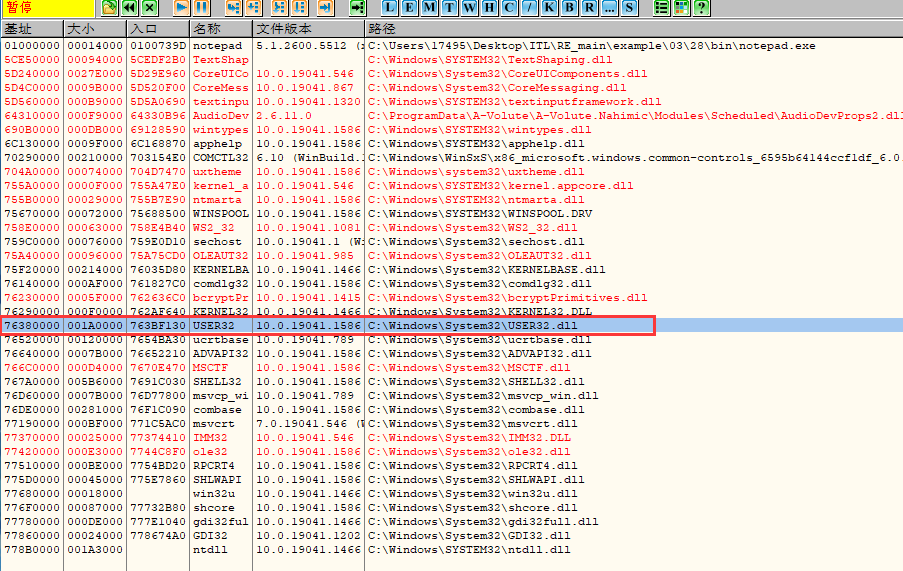 暂停 L E M T W H C / K B R ... S ?
基址 大小 入口 名称 文件版本 路径
01000000 00014000 0100739D notepad 5.1.2600.5512 (x C:\Users\17495\Desktop\ITL\RE_main\example\03\28\bin\notepad.exe
5CE50000 00094000 5CEDF2B0 TextShap C:\Windows\SYSTEM32\TextShaping.dll
5D240000 0027E000 5D29E960 CoreUICo 10.0.19041.546 C:\Windows\System32\CoreUIComponents.dll
5D4C0000 0009B000 5D520F00 CoreMess 10.0.19041.867 C:\Windows\System32\CoreMessaging.dll
5D560000 000B9000 5D5A0690 textinpu 10.0.19041.1320 C:\Windows\SYSTEM32\textinputframework.dll
64310000 000F9000 64330B96 AudioDev 2.6.11.0 C:\ProgramData\A-Volute\A-Volute.Nahimic\Modules\Scheduled\AudioDevProps2.dll
690B0000 000DB000 69128590 wintypes 10.0.19041.1586 C:\Windows\SYSTEM32\wintypes.dll
6C130000 0009F000 6C168870 apphelp 10.0.19041.1586 C:\Windows\SYSTEM32\apphelp.dll
70290000 00210000 703154E0 COMCTL32 6.10 (WinBuild. C:\Windows\WinSxS\x86_microsoft.windows.common-controls_6595b64144ccf1df_6.0
704A0000 00074000 704D7470 uxtheme 10.0.19041.1586 C:\Windows\system32\uxtheme.dll
755A0000 0000F000 755A47E0 kernel_a 10.0.19041.546 C:\Windows\SYSTEM32\kernel.appcore.dll
755B0000 00029000 755B7E90 ntmarta 10.0.19041.1586 C:\Windows\SYSTEM32\ntmarta.dll
75670000 00072000 75688500 WINSPOOL 10.0.19041.1586 C:\Windows\SYSTEM32\WINSPOOL.DRV
758E0000 00063000 758E4B40 WS2_32 10.0.19041.1081 C:\Windows\System32\WS2_32.dll
759C0000 00076000 759E0D10 sechost 10.0.19041.1 (W: C:\Windows\System32\sechost.dll
75A40000 00096000 75A75CD0 OLEAUT32 10.0.19041.985 C:\Windows\System32\OLEAUT32.dll
75F20000 00214000 76035D80 KERNELBA 10.0.19041.1466 C:\Windows\System32\KERNELBASE.dll
76140000 000AF000 761827C0 comdlg32 10.0.19041.1586 C:\Windows\System32\comdlg32.dll
76230000 0005F000 762636C0 bcryptPr 10.0.19041.1415 C:\Windows\System32\bcryptPrimitives.dll
76290000 000F0000 762AF640 KERNEL32 10.0.19041.1466 C:\Windows\System32\KERNEL32.DLL
76380000 001A0000 763BF130 USER32 10.0.19041.1586 C:\Windows\System32\USER32.dll
76520000 00120000 7654BA30 ucrtbase 10.0.19041.789 C:\Windows\System32\ucrtbase.dll
76640000 0007B000 76652210 ADVAPI32 10.0.19041.1586 C:\Windows\System32\ADVAPI32.dll
766C0000 000D4000 7670E470 MSCTF 10.0.19041.1586 C:\Windows\System32\MSCTF.dll
767A0000 005B6000 7691C030 SHELL32 10.0.19041.1586 C:\Windows\System32\SHELL32.dll
76D60000 0007B000 76D77800 msvcp_wi 10.0.19041.789 C:\Windows\System32\msvcp_win.dll
76DE0000 00281000 76F1C090 combase 10.0.19041.1586 C:\Windows\System32\combase.dll
77190000 000BF000 771C5AC0 msvcrt 7.0.19041.546 (W C:\Windows\System32\msvcrt.dll
77370000 00025000 77374410 IMM32 10.0.19041.546 C:\Windows\System32\IMM32.DLL
77420000 000E3000 7744C8F0 ole32 10.0.19041.1586 C:\Windows\System32\ole32.dll
77510000 000BE000 7754BD20 RPCRT4 10.0.19041.1586 C:\Windows\System32\RPCRT4.dll
775D0000 00045000 775E7860 SHLWAPI 10.0.19041.1586 C:\Windows\System32\SHLWAPI.dll
77680000 00018000 win32u 10.0.19041.1466 C:\Windows\System32\win32u.dll
776F0000 00087000 77732B80 shcore 10.0.19041.1586 C:\Windows\System32\shcore.dll
77780000 000DE000 777E1040 gdi32ful 10.0.19041.1466 C:\Windows\System32\gdi32full.dll
77860000 00024000 778674A0 GDI32 10.0.19041.1202 C:\Windows\System32\GDI32.dll
778B0000 001A3000 ntdll 10.0.19041.1466 C:\Windows\SYSTEM32\ntdll.dll